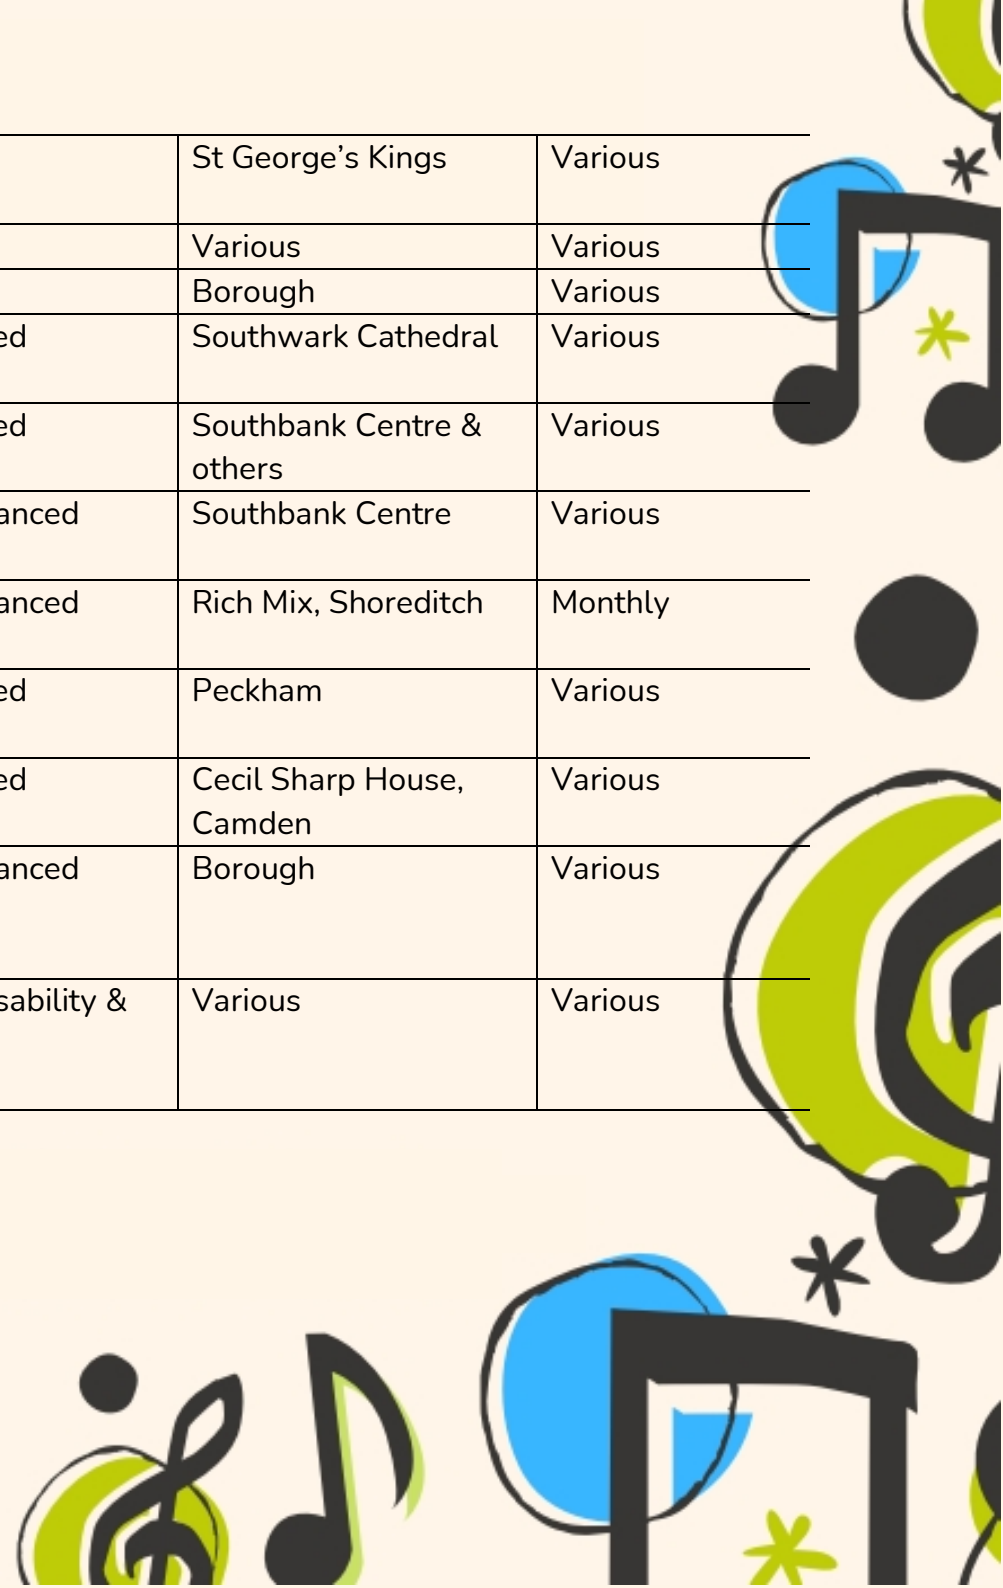 St George’s Kings Various
Various Various
Borough Various
ed Southwark Cathedral Various
ed Southbank Centre & Various
others
anced Southbank Centre Various
anced Rich Mix, Shoreditch Monthly
ed Peckham Various
ed Cecil Sharp House, Various
Camden
anced Borough Various
sability & Various Various